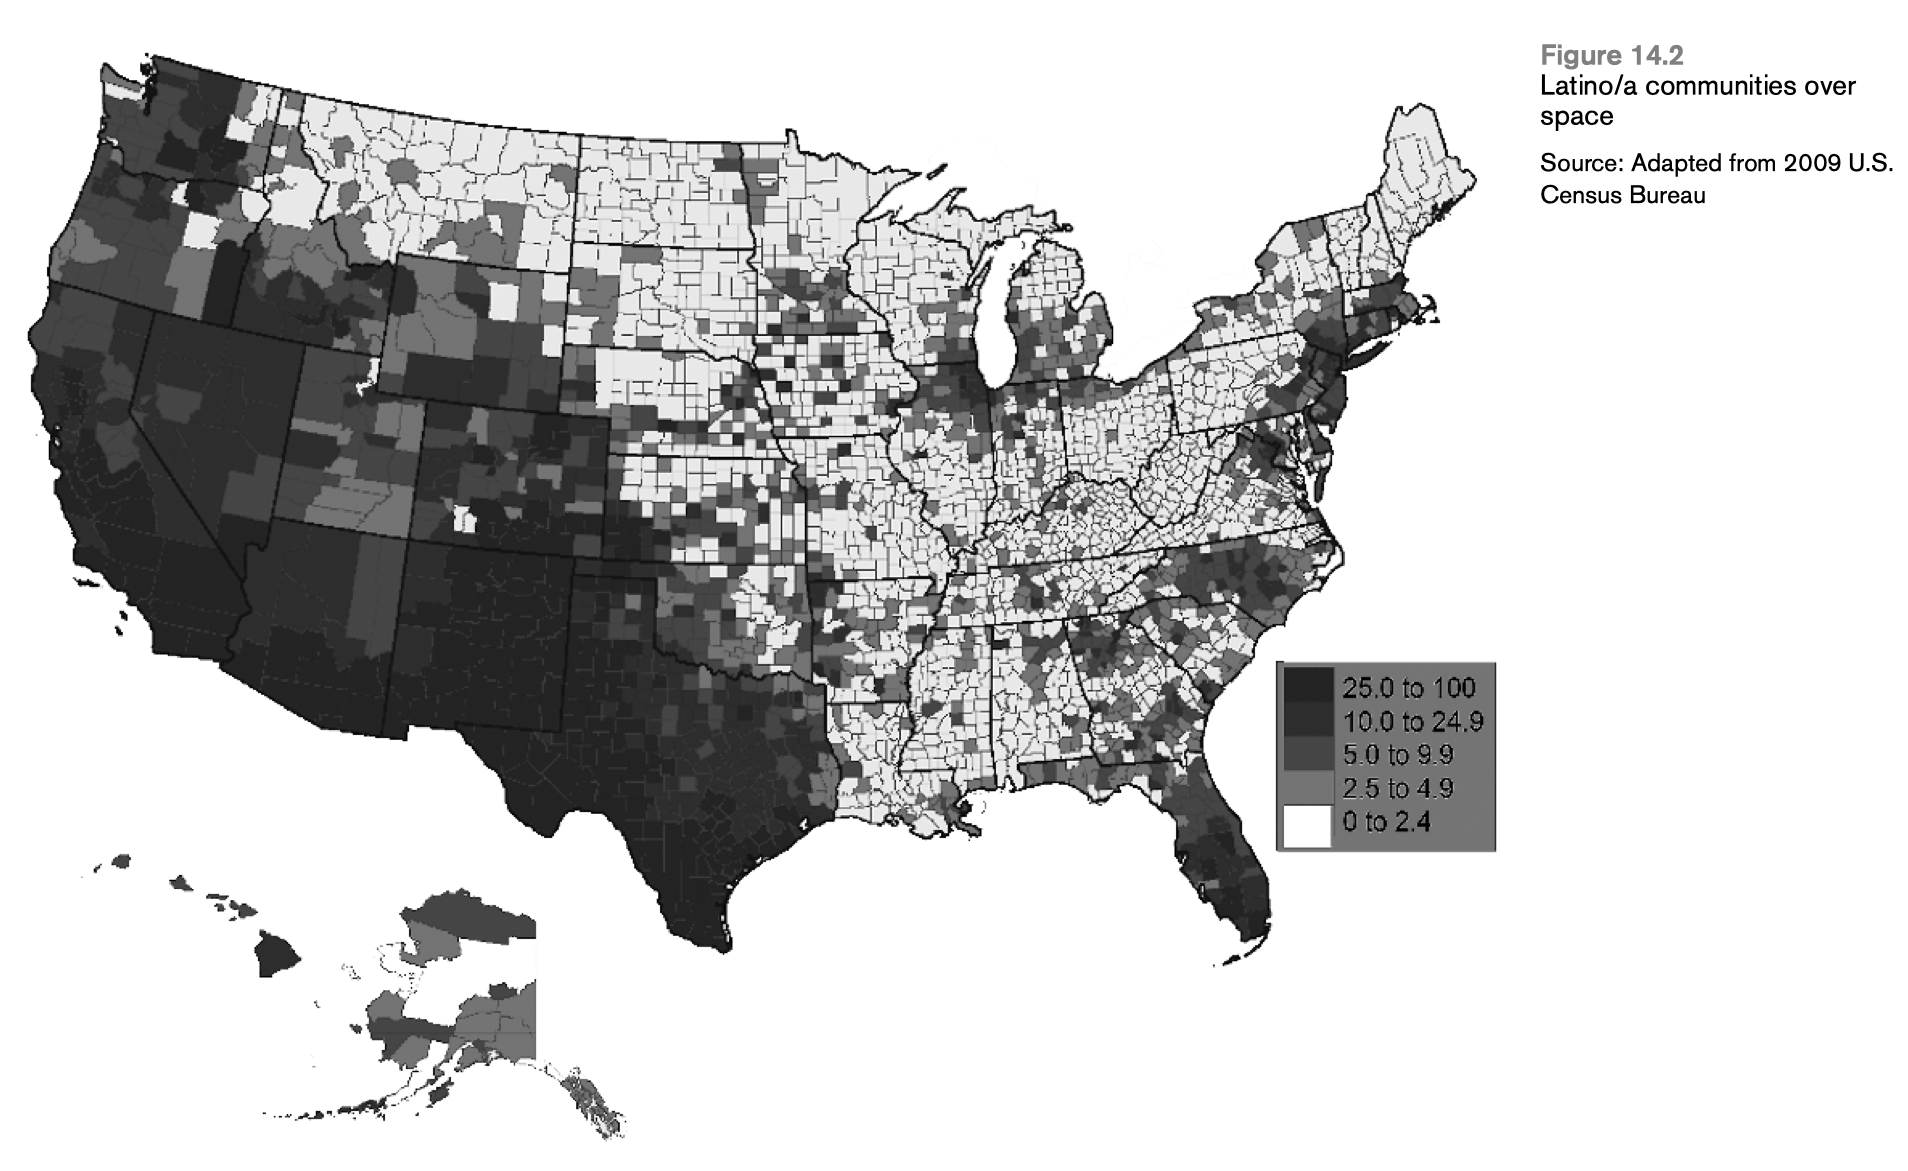 Figure 14.2
Latino/a communities over
space
Source: Adapted from 2009 U.S.
Census Bureau
25.0 to 100
10.0 to 24.9
5.0 to 9.9
2.5 to 4.9
0 to 2.4